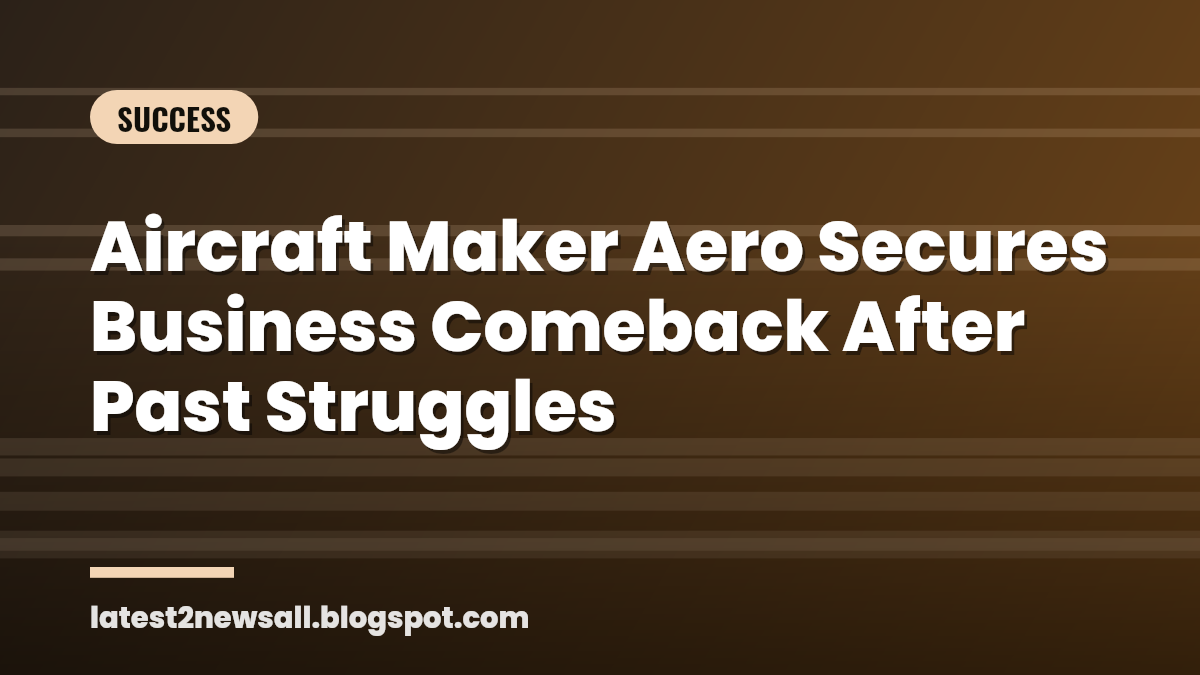 SUCCESS
Aircraft Maker Aero Secures
Business Comeback After
Past Struggles
latest2newsall.blogspot.com